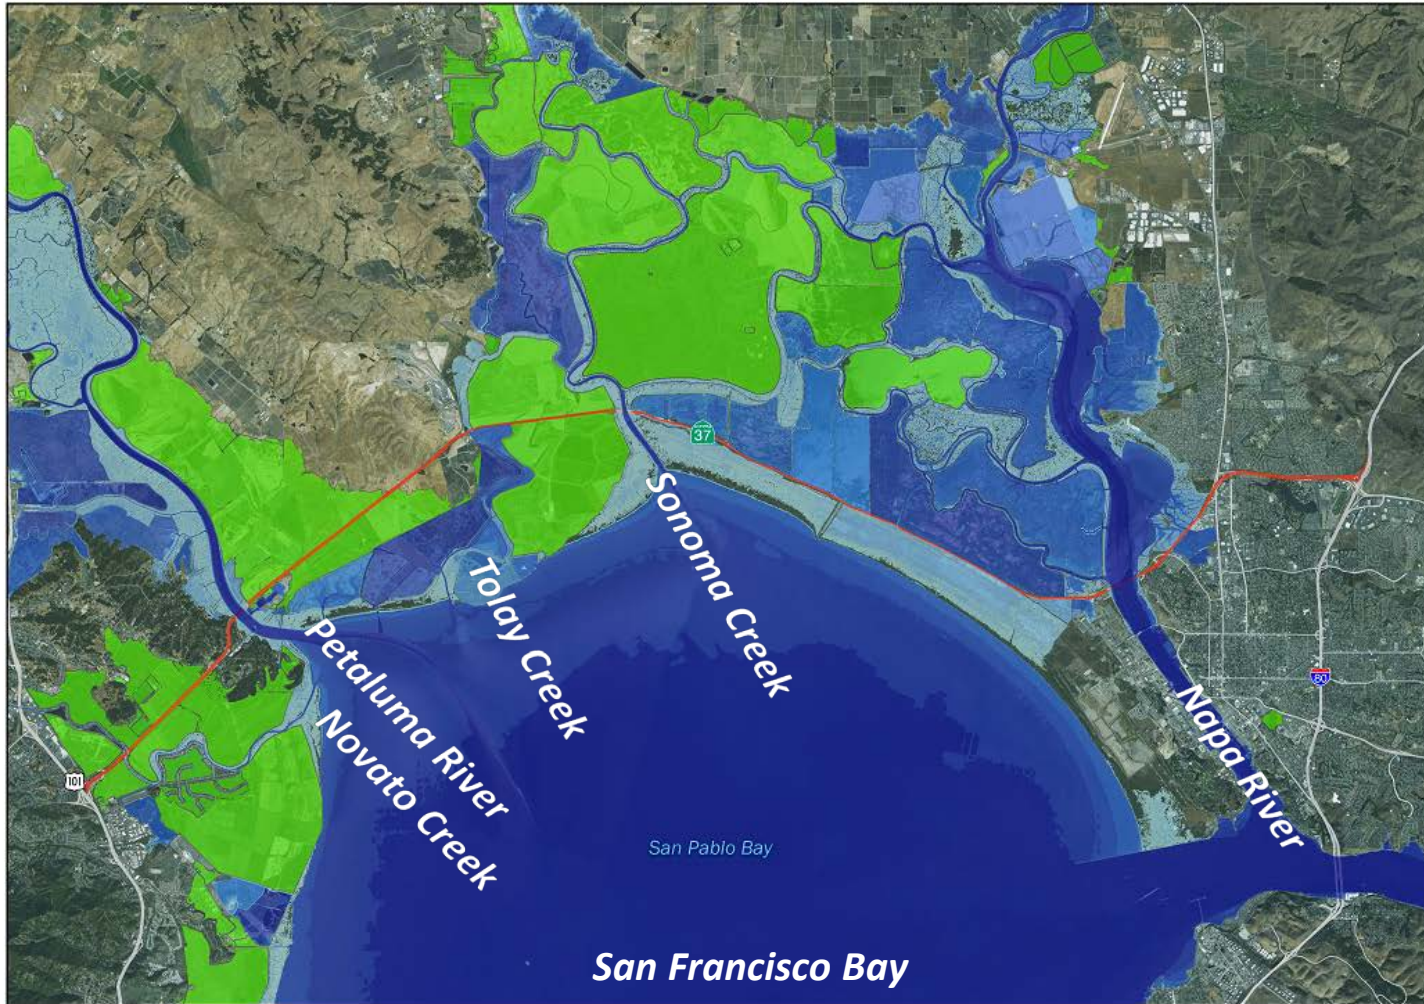 37
Sonoma Creek
Tolay Creek
Petaluma River
Novato Creek
101
80
Napa River
San Pablo Bay
San Francisco Bay